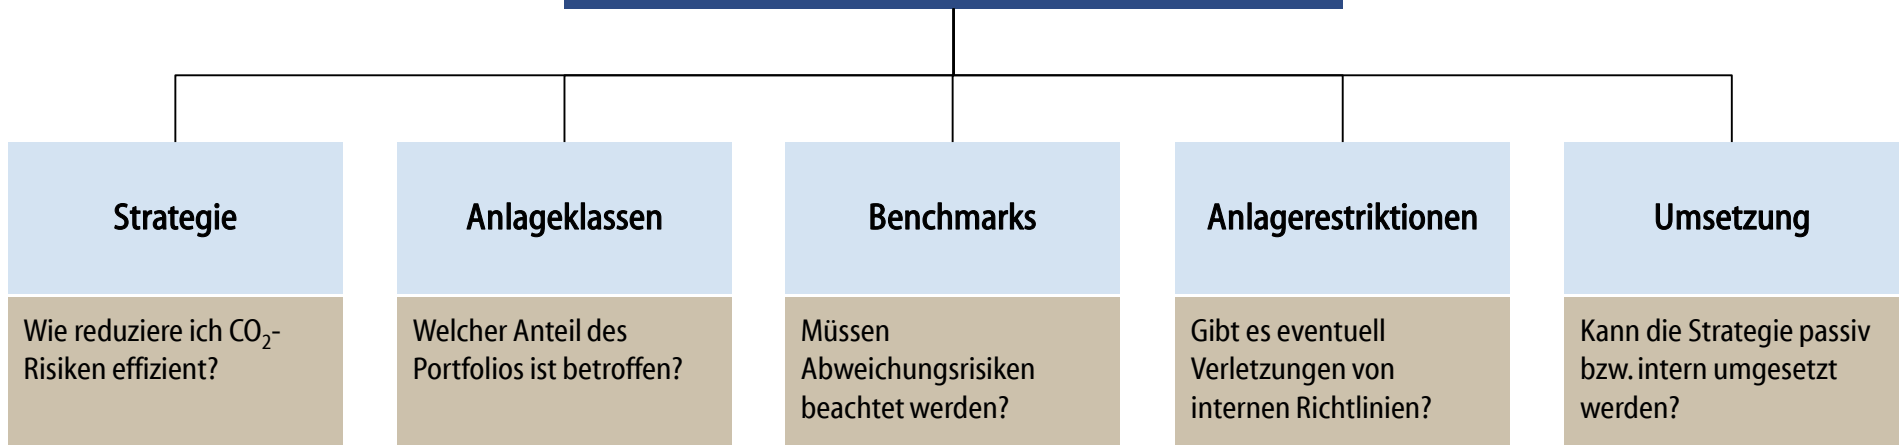 Strategie
Anlageklassen
Benchmarks
Anlagerestriktionen
Umsetzung
Wie reduziere ich CO₂-
Risiken effizient?
Welcher Anteil des
Portfolios ist betroffen?
Müssen
Abweichungsrisiken
beachtet werden?
Gibt es eventuell
Verletzungen von
internen Richtlinien?
Kann die Strategie passiv
bzw. intern umgesetzt
werden?